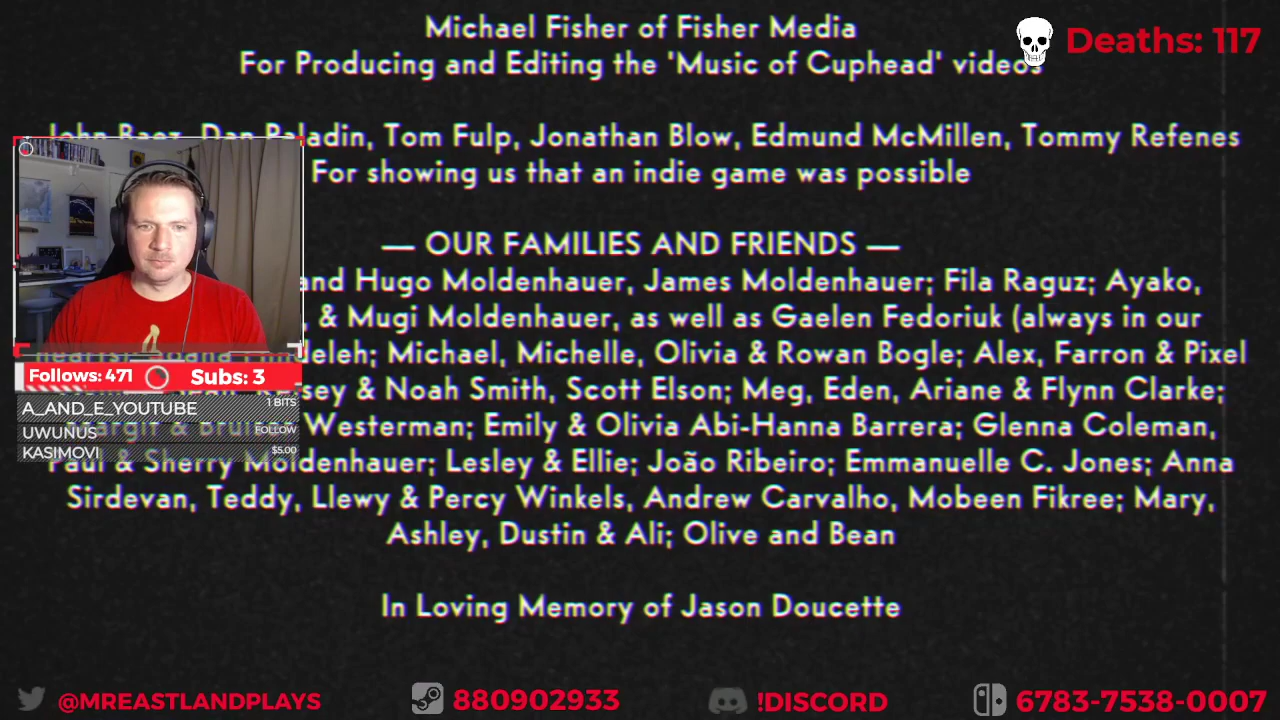 Michael Fisher of Fisher Media
Deaths: 117
For Producing and Editing the 'Music of Cuphead' videos
John Baez, Dan Paladin, Tom Fulp, Jonathan Blow, Edmund McMillen, Tommy Refenes
For showing us that an indie game was possible
— OUR FAMILIES AND FRIENDS —
and Hugo Moldenhauer, James Moldenhauer; Fila Raguz; Ayako,
& Mugi Moldenhauer, as well as Gaelen Fedoriuk (always in our
Michael, Michelle, Olivia & Rowan Bogle; Alex, Farron & Pixel
Follows: 471 Subs: 3
& Noah Smith, Scott Elson; Meg, Eden, Ariane & Flynn Clarke;
A_AND_E_YOUTUBE 1 BITS
Westerman; Emily & Olivia Abi-Hanna Barrera; Glenna Coleman,
UWUNUS FOLLOW
KASIMOVI $5.00
Paul & Sherry Moldenhauer; Lesley & Ellie; João Ribeiro; Emmanuelle C. Jones; Anna
Sirdevan, Teddy, Llewy & Percy Winkels, Andrew Carvalho, Mobeen Fikree; Mary,
Ashley, Dustin & Ali; Olive and Bean
In Loving Memory of Jason Doucette
@MREASTLANDPLAYS 880902933 !DISCORD 6783-7538-0007